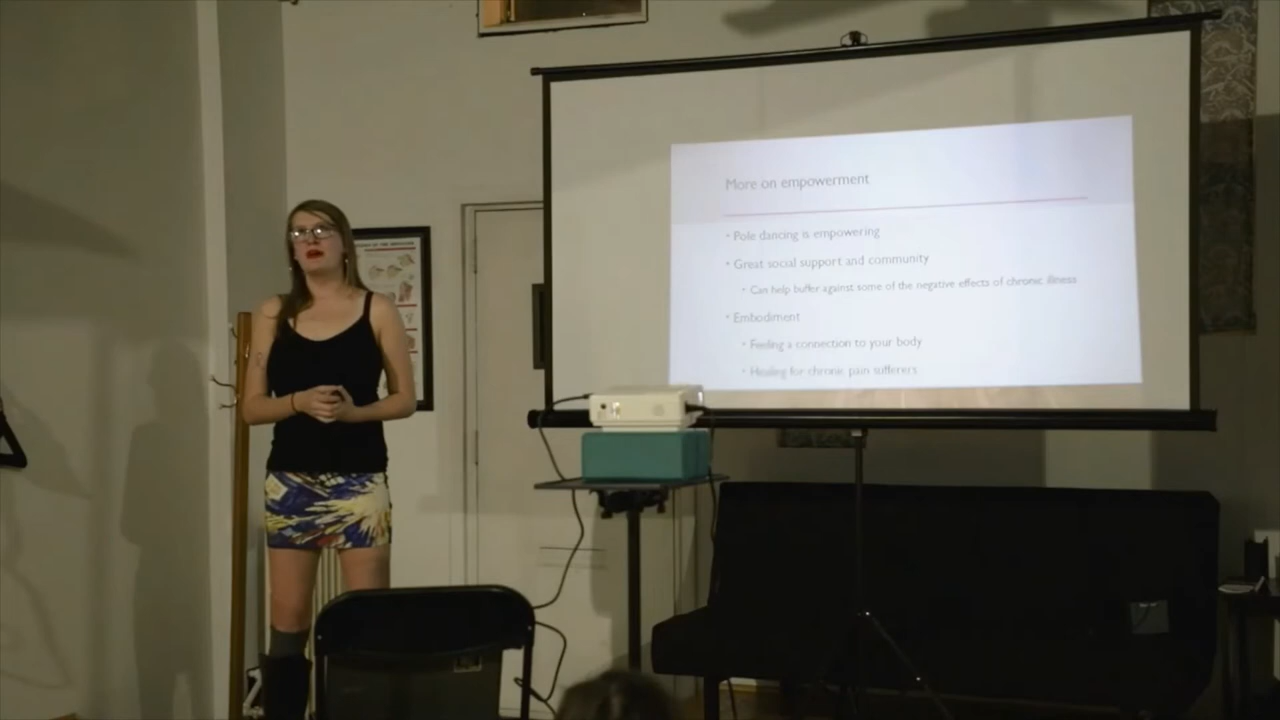 More on empowerment
• Pole dancing is empowering
• Great social support and community
• Can help buffer against some of the negative effects of chronic illness
• Embodiment
• Feeling a connection to your body
• Healing for chronic pain sufferers